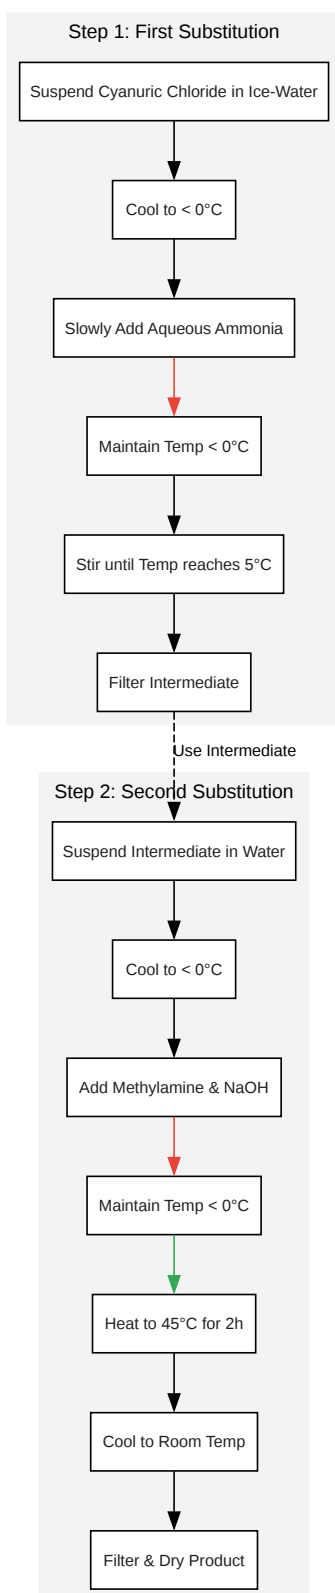 Step 1: First Substitution
Suspend Cyanuric Chloride in Ice-Water
Cool to < 0°C
Slowly Add Aqueous Ammonia
Maintain Temp < 0°C
Stir until Temp reaches 5°C
Filter Intermediate
Use Intermediate
Step 2: Second Substitution
Suspend Intermediate in Water
Cool to < 0°C
Add Methylamine & NaOH
Maintain Temp < 0°C
Heat to 45°C for 2h
Cool to Room Temp
Filter & Dry Product